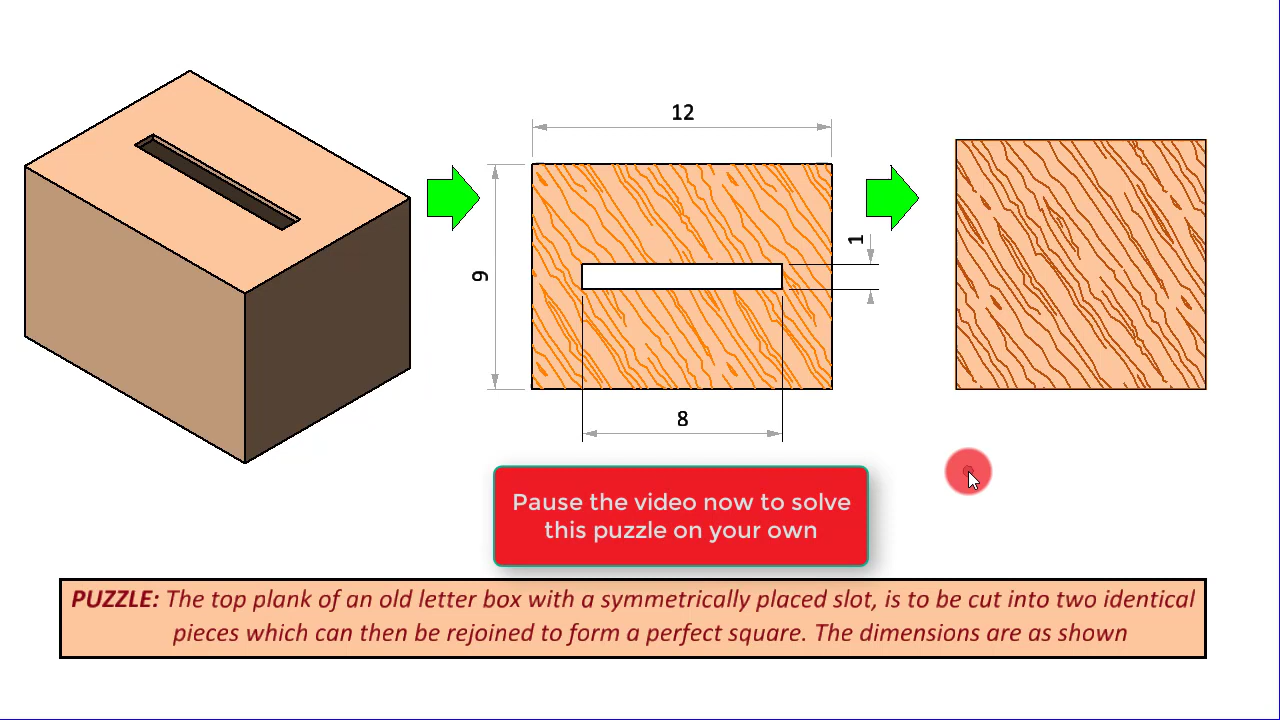 12
1
9
8
Pause the video now to solve
this puzzle on your own
PUZZLE: The top plank of an old letter box with a symmetrically placed slot, is to be cut into two identical
pieces which can then be rejoined to form a perfect square. The dimensions are as shown